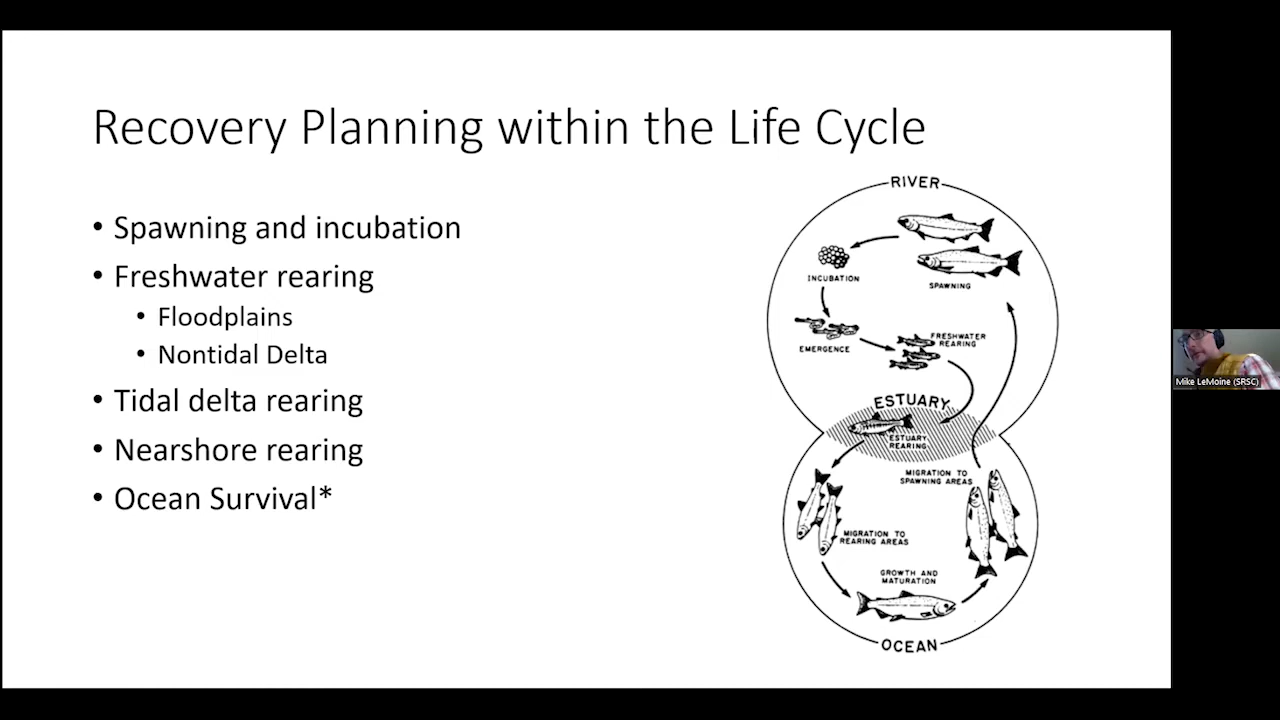 Recovery Planning within the Life Cycle
• Spawning and incubation
• Freshwater rearing
• Floodplains
• Nontidal Delta
• Tidal delta rearing
• Nearshore rearing
• Ocean Survival*
RIVER
INCUBATION
SPAWNING
EMERGENCE
FRESHWATER
REARING
ESTUARY
ESTUARY
REARING
MIGRATION TO
SPAWNING AREAS
MIGRATION TO
REARING AREAS
GROWTH AND
MATURATION
OCEAN
Mike LeMoine (SRSC)